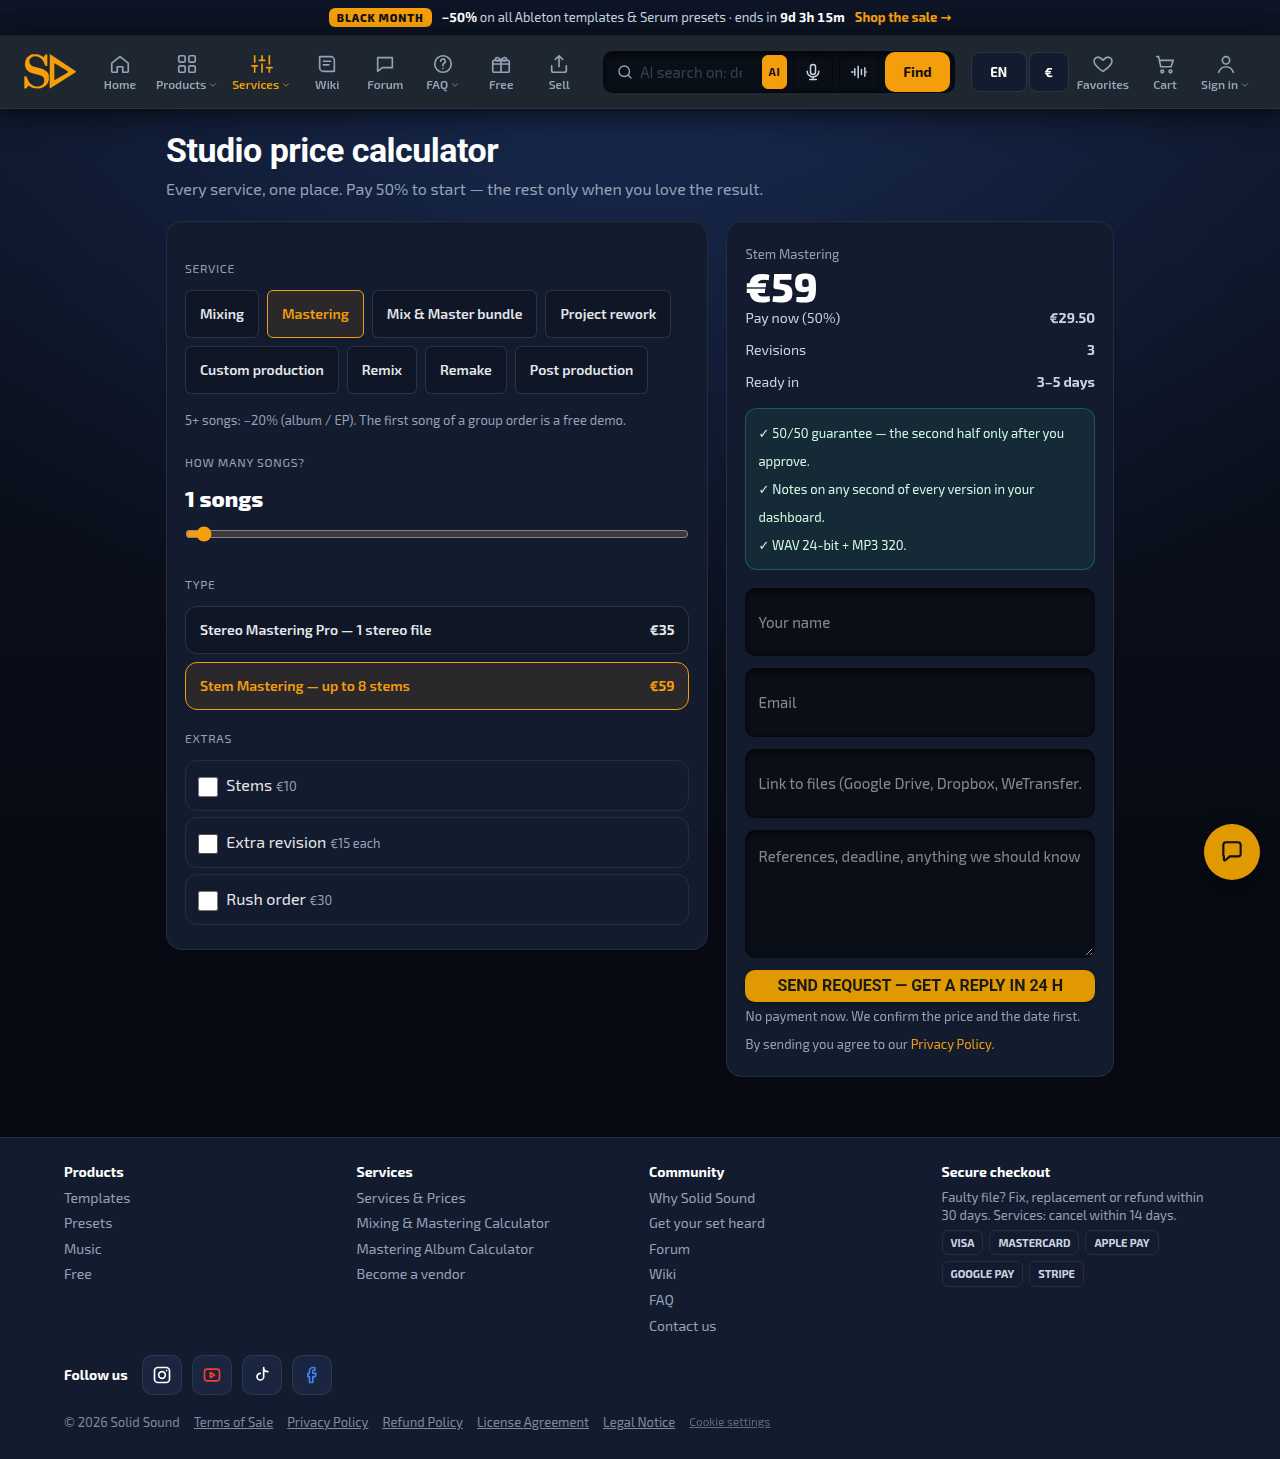 BLACK MONTH −50% on all Ableton templates & Serum presets · ends in 9d 3h 15m Shop the sale →
SD
Home
Products
Services
Wiki
Forum
FAQ
Free
Sell
AI search on: dr
AI
Find
EN
€
Favorites
Cart
Sign in
Studio price calculator
Every service, one place. Pay 50% to start — the rest only when you love the result.
SERVICE
Mixing
Mastering
Mix & Master bundle
Project rework
Custom production
Remix
Remake
Post production
5+ songs: −20% (album / EP). The first song of a group order is a free demo.
HOW MANY SONGS?
1 songs
TYPE
Stereo Mastering Pro — 1 stereo file €35
Stem Mastering — up to 8 stems €59
EXTRAS
Stems €10
Extra revision €15 each
Rush order €30
Stem Mastering
€59
Pay now (50%) €29.50
Revisions 3
Ready in 3–5 days
✓ 50/50 guarantee — the second half only after you
approve.
✓ Notes on any second of every version in your
dashboard.
✓ WAV 24-bit + MP3 320.
Your name
Email
Link to files (Google Drive, Dropbox, WeTransfer.
References, deadline, anything we should know
SEND REQUEST — GET A REPLY IN 24 H
No payment now. We confirm the price and the date first.
By sending you agree to our Privacy Policy.
Products
Templates
Presets
Music
Free
Services
Services & Prices
Mixing & Mastering Calculator
Mastering Album Calculator
Become a vendor
Community
Why Solid Sound
Get your set heard
Forum
Wiki
FAQ
Contact us
Secure checkout
Faulty file? Fix, replacement or refund within
30 days. Services: cancel within 14 days.
VISA MASTERCARD APPLE PAY
GOOGLE PAY STRIPE
Follow us
© 2026 Solid Sound Terms of Sale Privacy Policy Refund Policy License Agreement Legal Notice Cookie settings